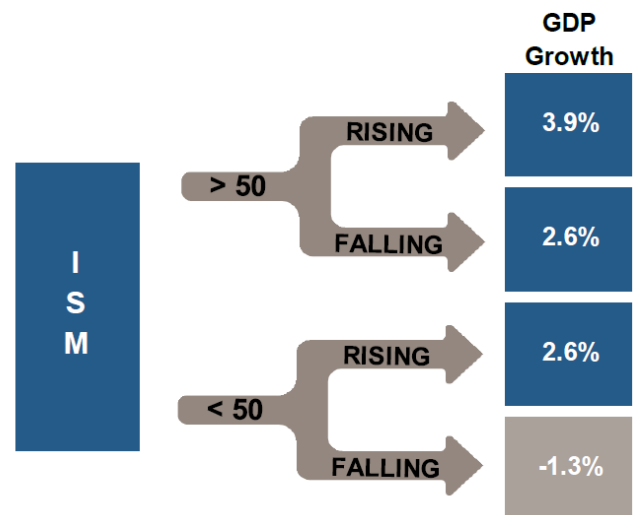 GDP
Growth
RISING
3.9%
> 50
FALLING
2.6%
I
S
M
RISING
2.6%
< 50
FALLING
-1.3%